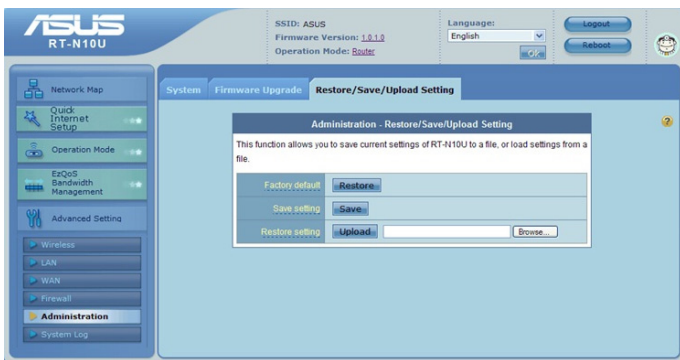 ASUS
RT-N10U
SSID: ASUS
Firmware Version: 1.0.1.0
Operation Mode: Router
Language:
English
OK
Logout
Reboot
Network Map
Quick
Internet
Setup
Operation Mode
EzQoS
Bandwidth
Management
Advanced Setting
Wireless
LAN
WAN
Firewall
Administration
System Log
System
Firmware Upgrade
Restore/Save/Upload Setting
Administration - Restore/Save/Upload Setting
This function allows you to save current settings of RT-N10U to a file, or load settings from a
file.
Factory default Restore
Save setting Save
Restore setting Upload Browse...
?